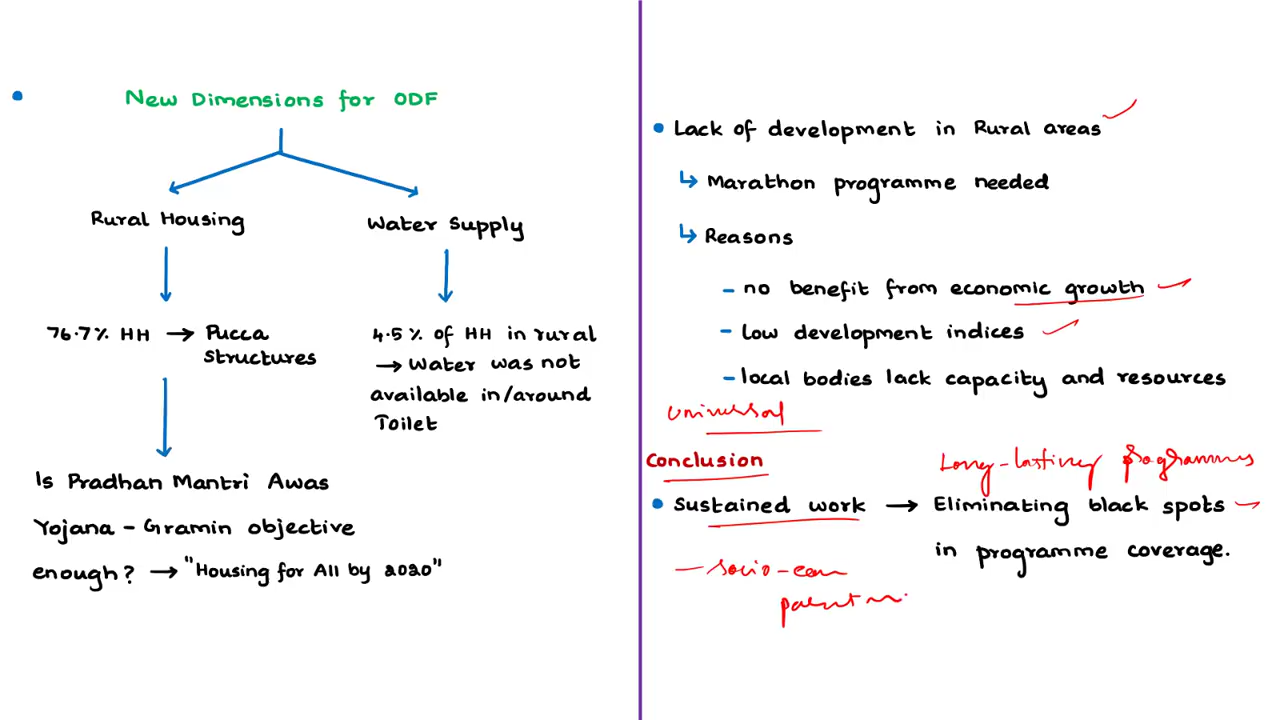 New Dimensions for ODF
Rural Housing
Water Supply
76.7% HH → Pucca
structures
4.5% of HH in rural
→ Water was not
available in/around
Toilet
Is Pradhan Mantri Awas
Yojana - Gramin objective
enough? → "Housing for All by 2020"
Lack of development in Rural areas
↳ Marathon programme needed
↳ Reasons
- no benefit from economic growth
- Low development indices
- local bodies lack capacity and resources
Universal
Conclusion
Long-lasting programmes
Sustained work → Eliminating black spots
in programme coverage.
- Socio-econ